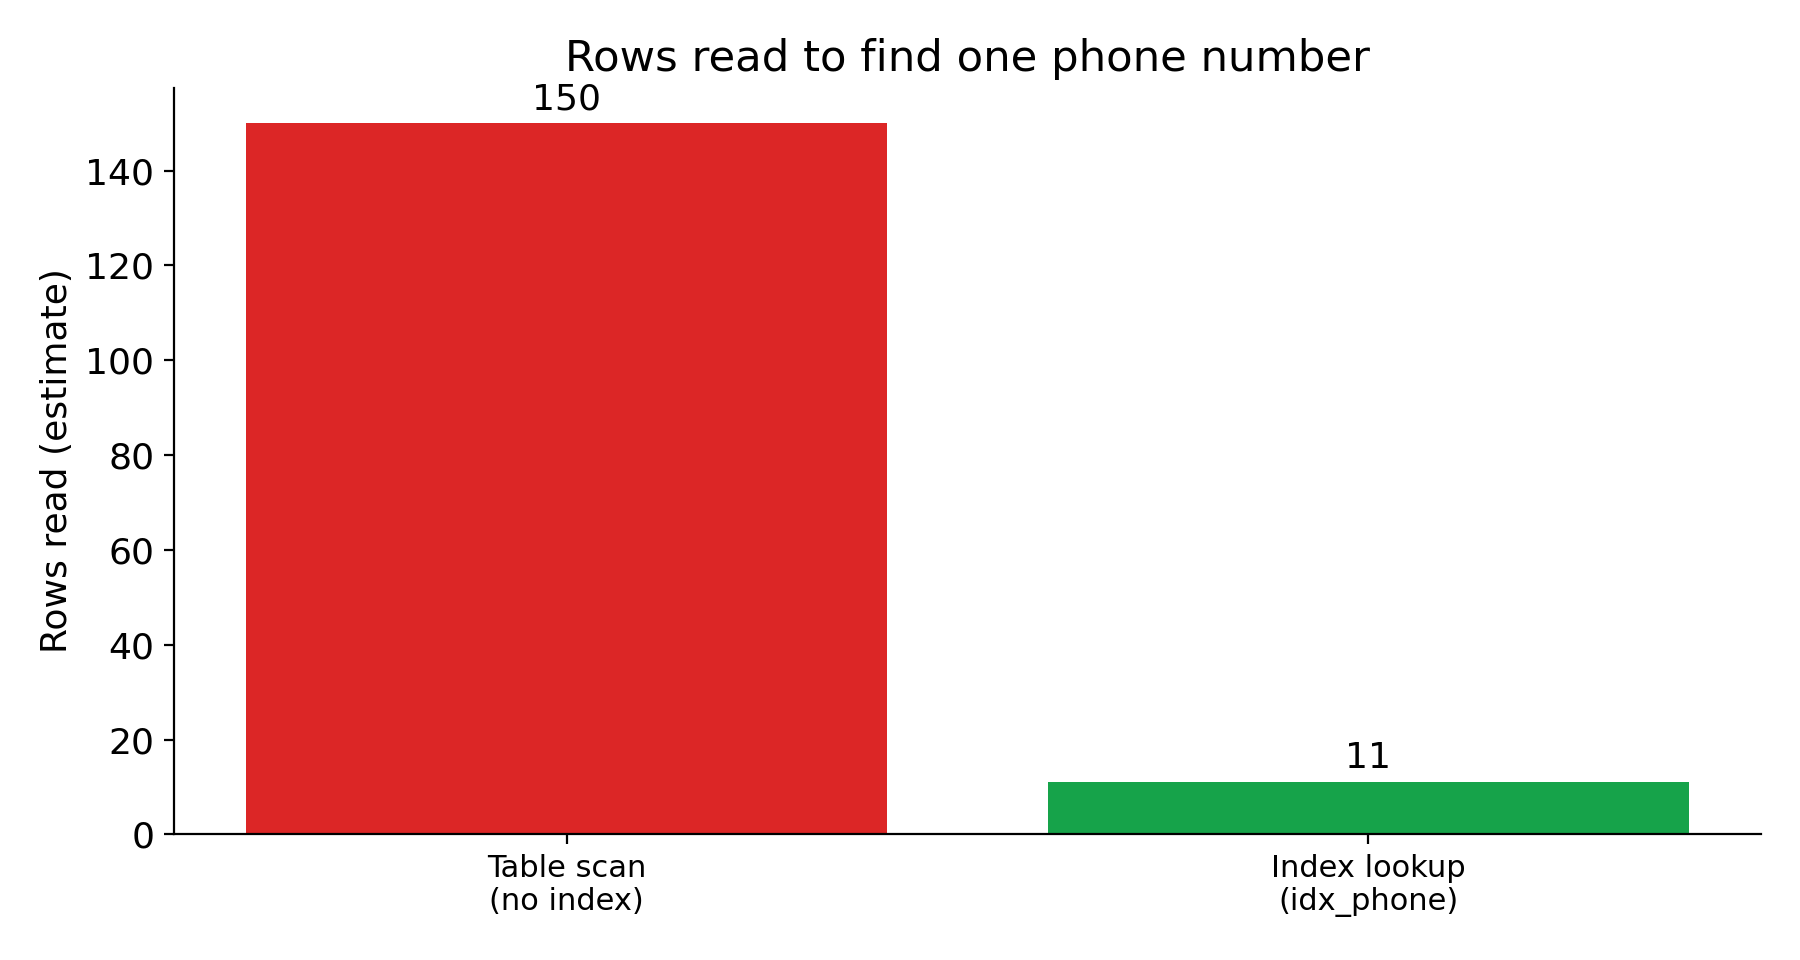 Rows read to find one phone number
150
140
120
100
80
60
40
20
0
Rows read (estimate)
11
Table scan
(no index)
Index lookup
(idx_phone)